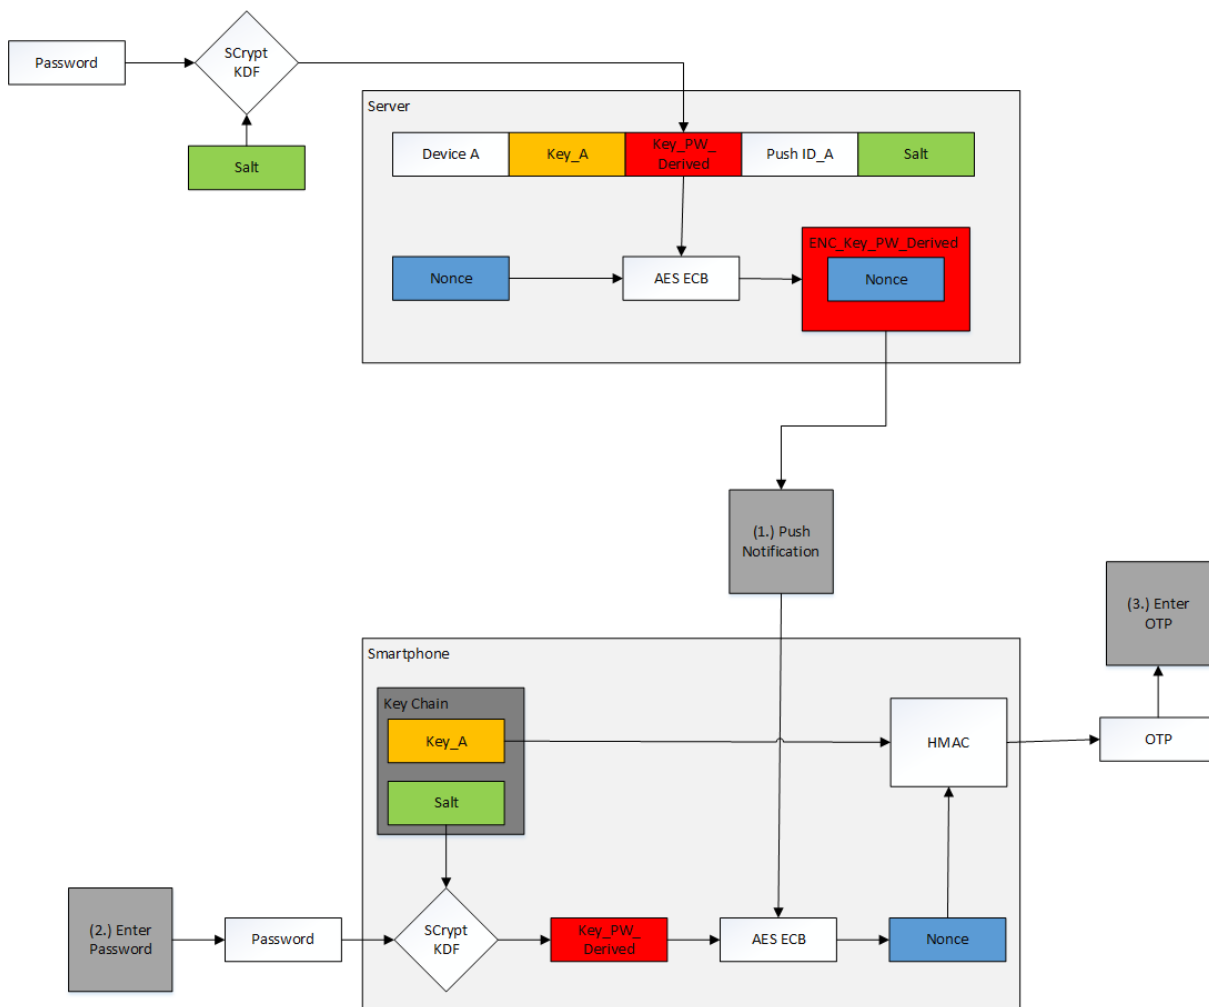 Password
SCrypt
KDF
Salt
Server
Device A
Key_A
Key_PW_
Derived
Push ID_A
Salt
Nonce
AES ECB
ENC_Key_PW_Derived
Nonce
(1.) Push
Notification
(3.) Enter
OTP
Smartphone
Key Chain
Key_A
HMAC
OTP
Salt
(2.) Enter
Password
Password
SCrypt
KDF
Key_PW_
Derived
AES ECB
Nonce